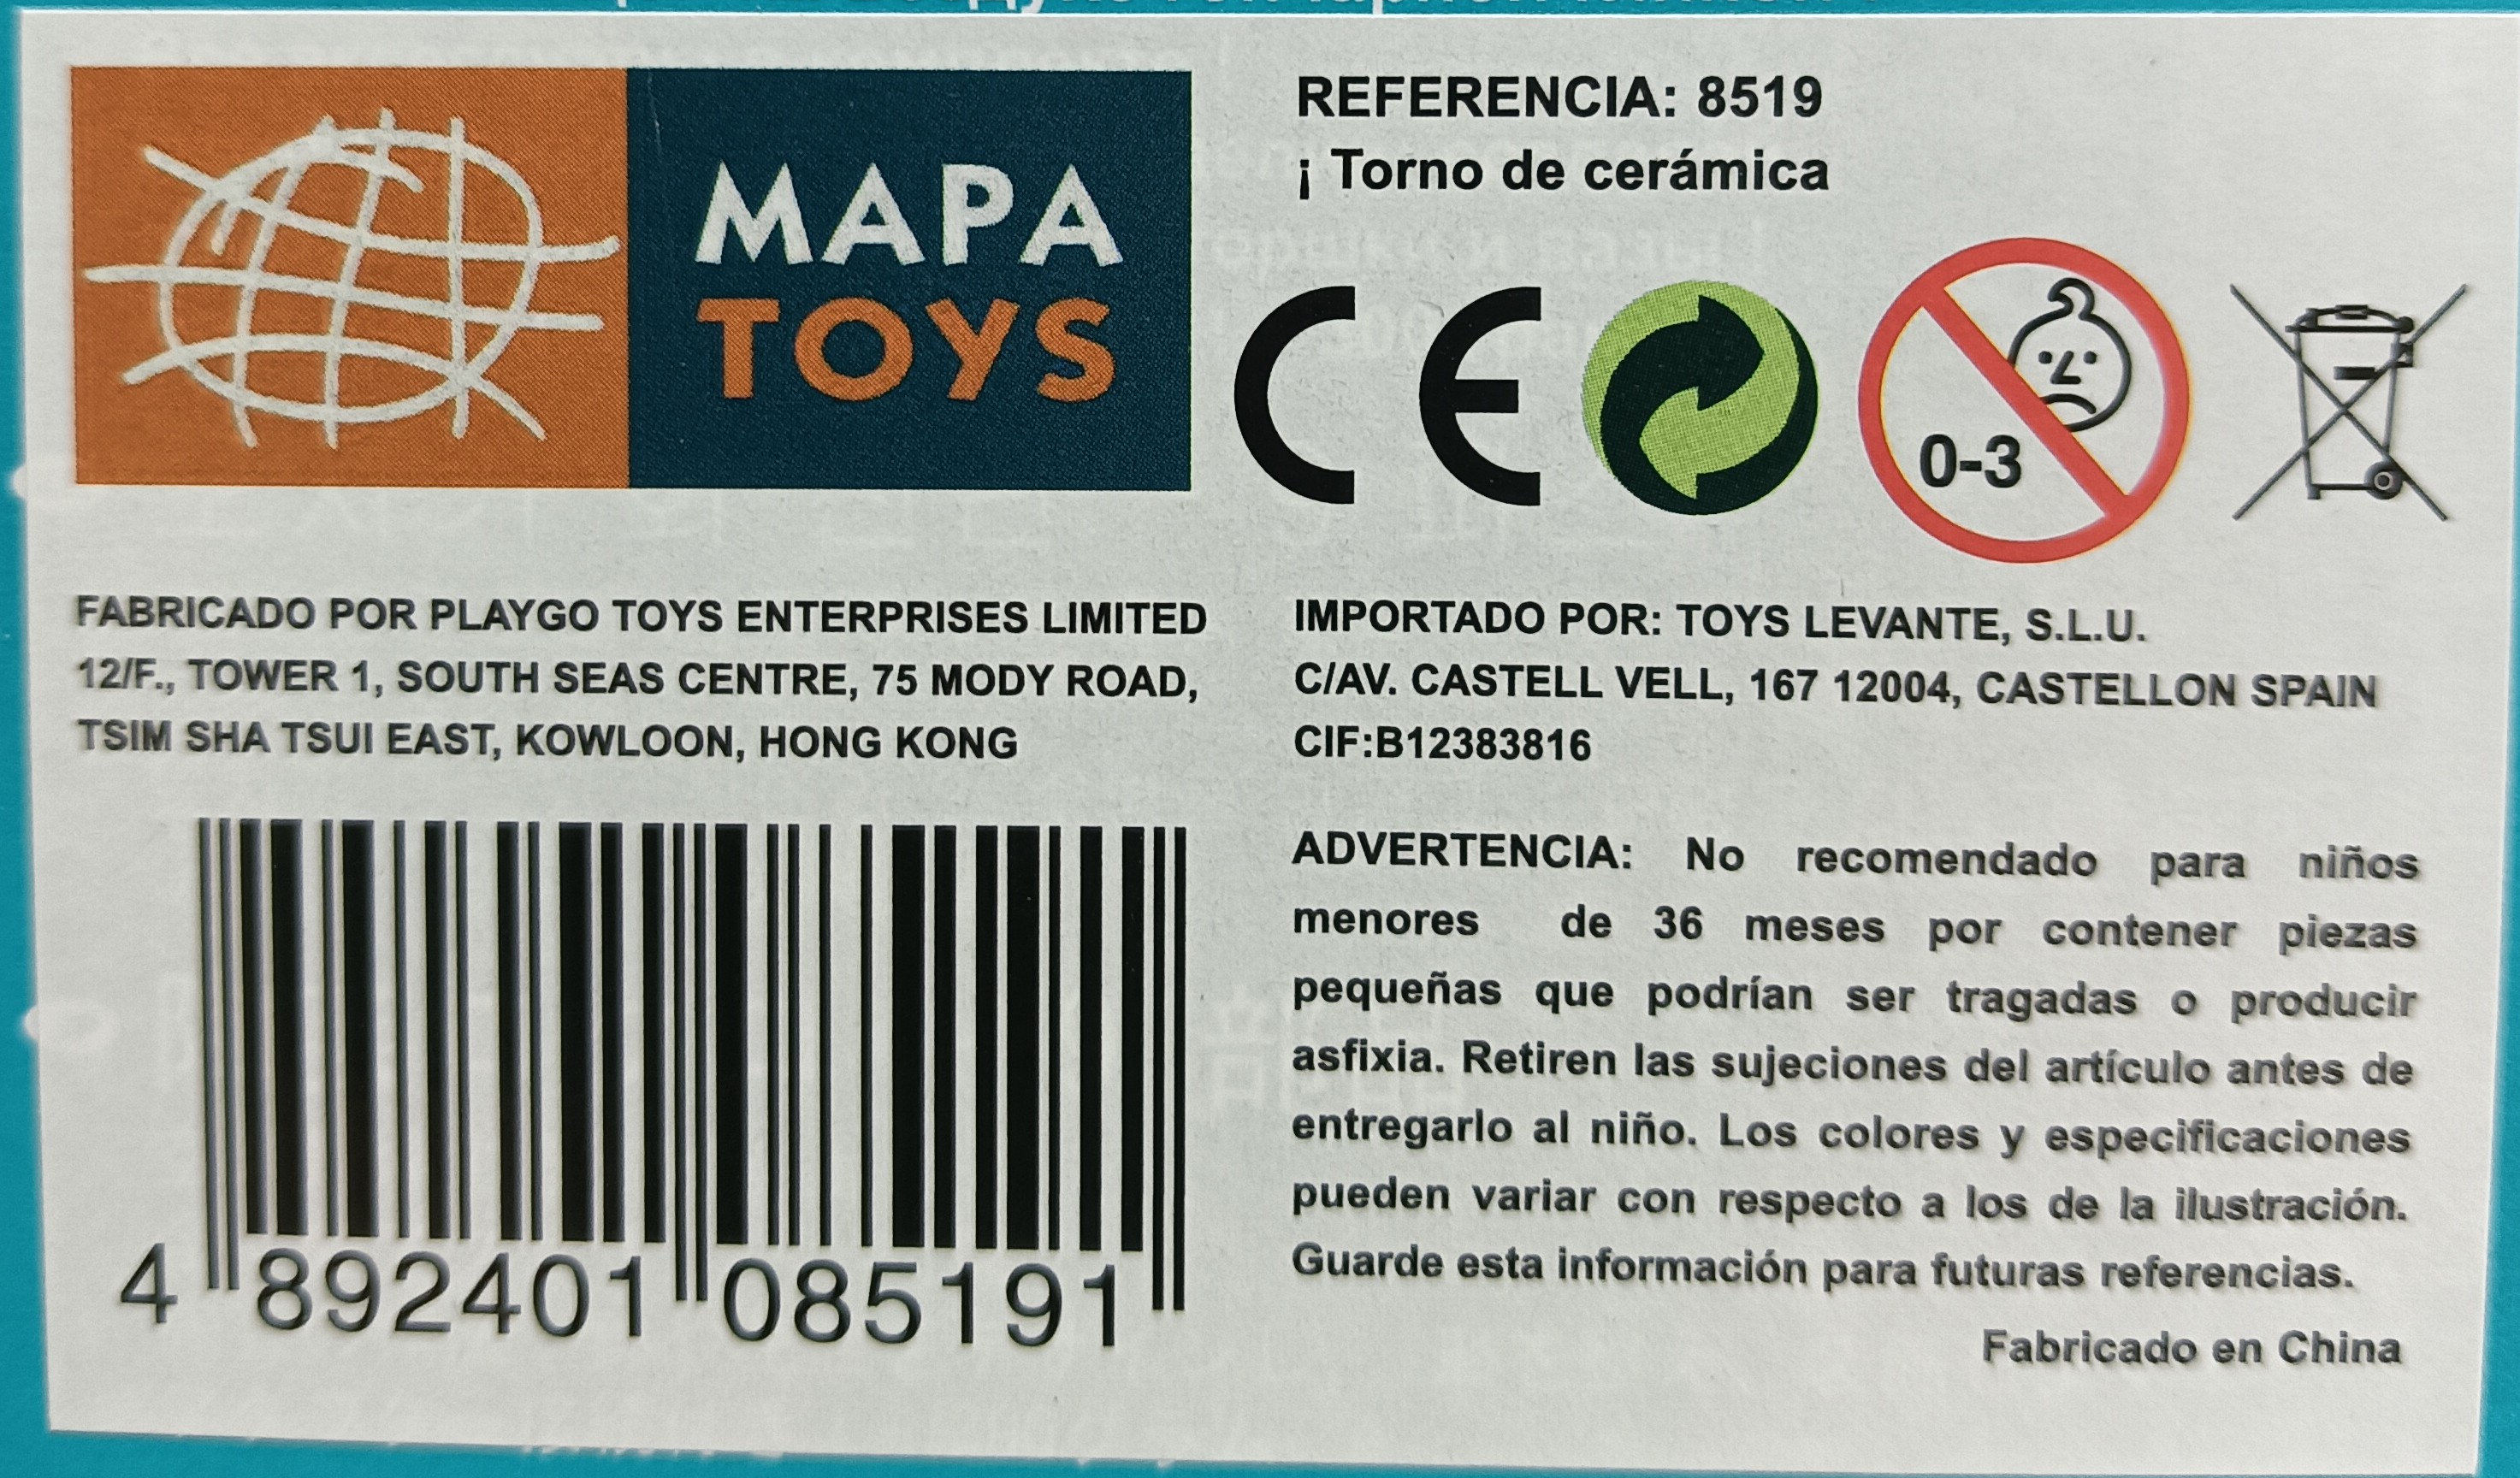 MAPA
TOYS
REFERENCIA: 8519
¡ Torno de cerámica
CE
0-3
FABRICADO POR PLAYGO TOYS ENTERPRISES LIMITED
12/F., TOWER 1, SOUTH SEAS CENTRE, 75 MODY ROAD,
TSIM SHA TSUI EAST, KOWLOON, HONG KONG
IMPORTADO POR: TOYS LEVANTE, S.L.U.
C/AV. CASTELL VELL, 167 12004, CASTELLON SPAIN
CIF:B12383816
4 892401 085191
ADVERTENCIA: No recomendado para niños
menores de 36 meses por contener piezas
pequeñas que podrían ser tragadas o producir
asfixia. Retiren las sujeciones del artículo antes de
entregarlo al niño. Los colores y especificaciones
pueden variar con respecto a los de la ilustración.
Guarde esta información para futuras referencias.
Fabricado en China